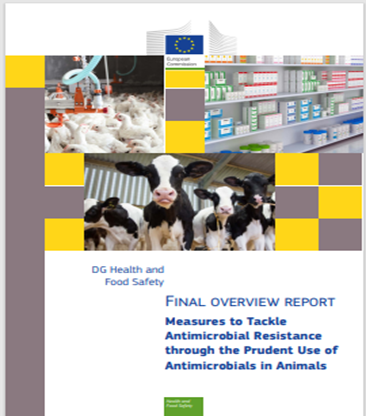 European
Commission
DG Health and
Food Safety
FINAL OVERVIEW REPORT
Measures to Tackle
Antimicrobial Resistance
through the Prudent Use of
Antimicrobials in Animals
Health and
Food Safety